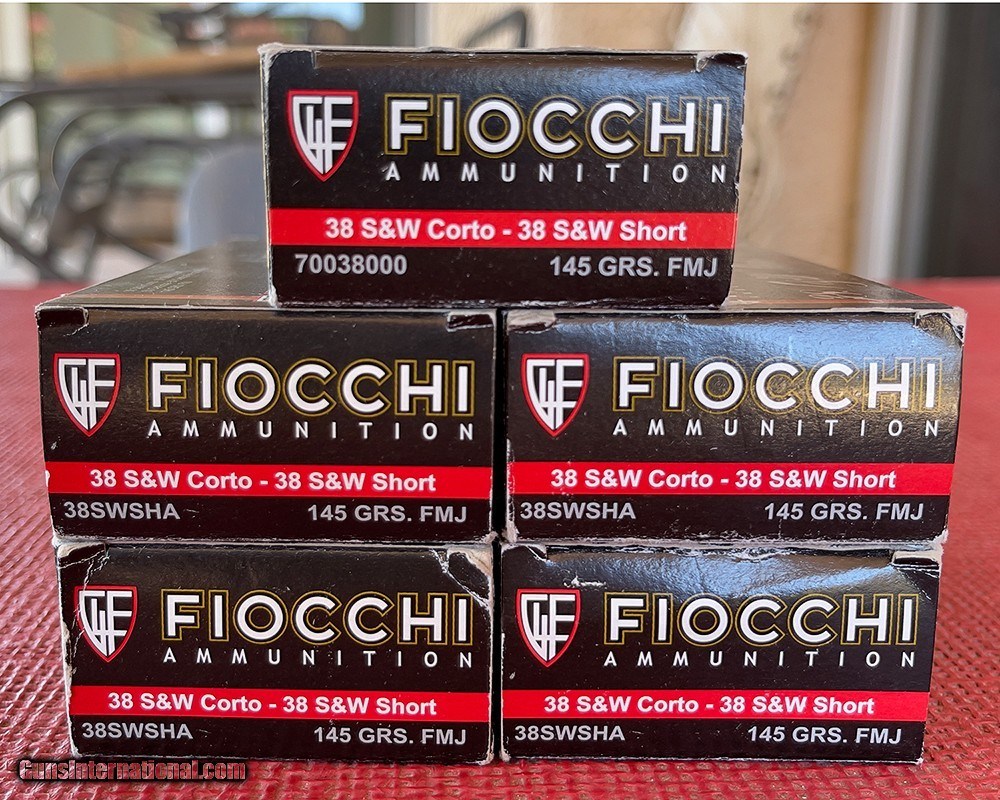 FIOCCHI
AMMUNITION
38 S&W Corto - 38 S&W Short
70038000 145 GRS. FMJ
FIOCCHI
AMMUNITION
38 S&W Corto - 38 S&W Short
38SWSHA 145 GRS. FMJ
FIOCCHI
AMMUNITION
38 S&W Corto - 38 S&W Short
38SWSHA 145 GRS. FMJ
FIOCCHI
AMMUNITION
38 S&W Corto - 38 S&W Short
38SWSHA 145 GRS. FMJ
FIOCCHI
AMMUNITION
38 S&W Corto - 38 S&W Short
38SWSHA 145 GRS. FMJ
GunsInternational.com